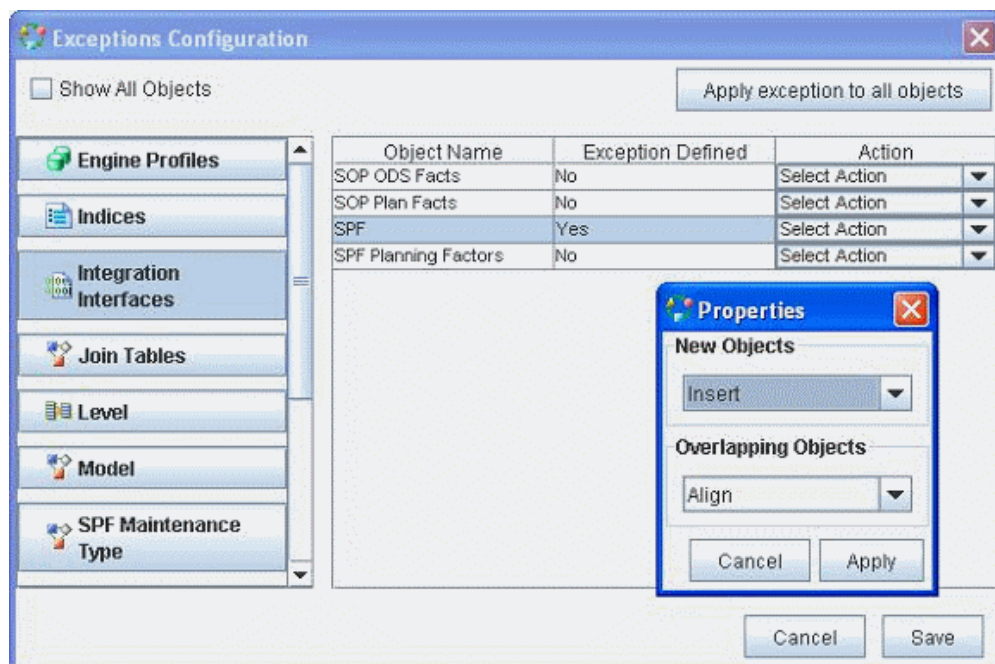 Exceptions Configuration
Show All Objects
Apply exception to all objects
Engine Profiles
Indices
Integration
Interfaces
Join Tables
Level
Model
SPF Maintenance
Type
Object Name Exception Defined Action
SOP ODS Facts No Select Action
SOP Plan Facts No Select Action
SPF Yes Select Action
SPF Planning Factors No Select Action
Properties
New Objects
Insert
Overlapping Objects
Align
Cancel Apply
Cancel Save